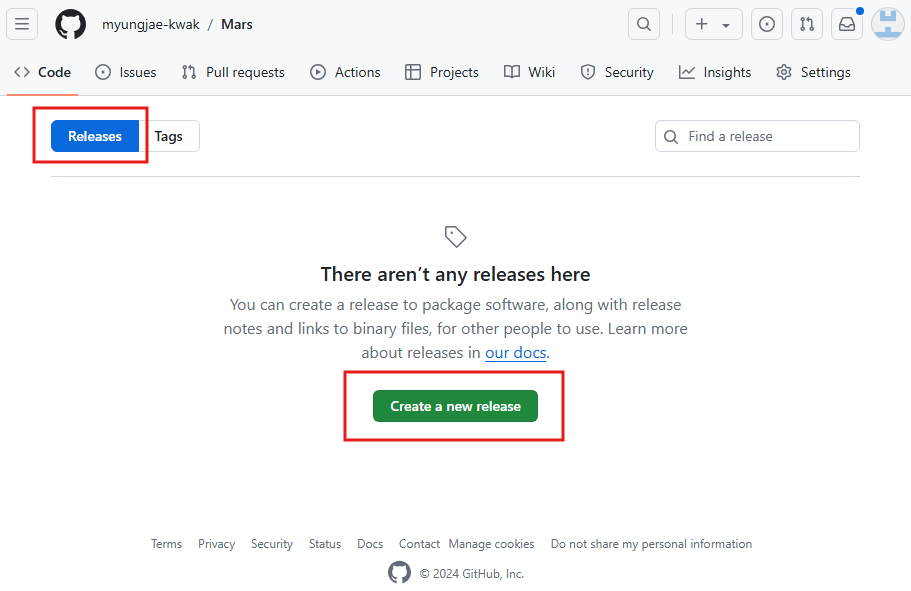 myungjae-kwak / Mars
Code Issues Pull requests Actions Projects Wiki Security Insights Settings
Releases Tags Find a release
There aren't any releases here
You can create a release to package software, along with release
notes and links to binary files, for other people to use. Learn more
about releases in our docs.
Create a new release
Terms Privacy Security Status Docs Contact Manage cookies Do not share my personal information
© 2024 GitHub, Inc.